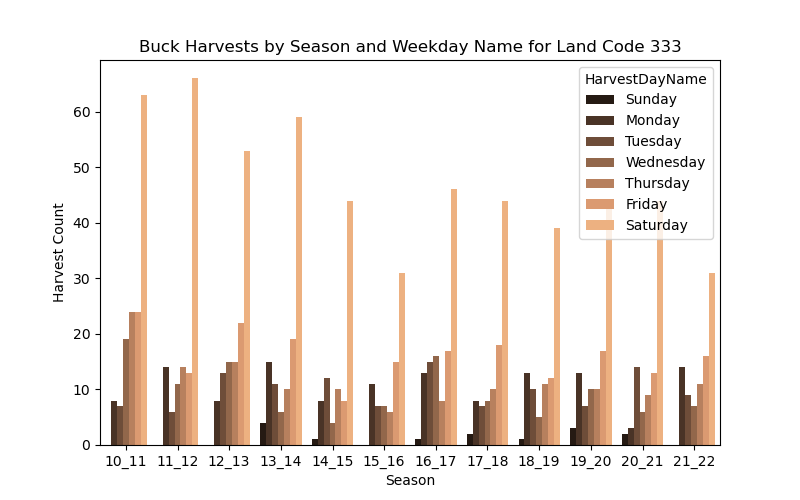 Buck Harvests by Season and Weekday Name for Land Code 333
HarvestDayName
Sunday
Monday
Tuesday
Wednesday
Thursday
Friday
Saturday
Harvest Count
60
50
40
30
20
10
0
10_11 11_12 12_13 13_14 14_15 15_16 16_17 17_18 18_19 19_20 20_21 21_22
Season